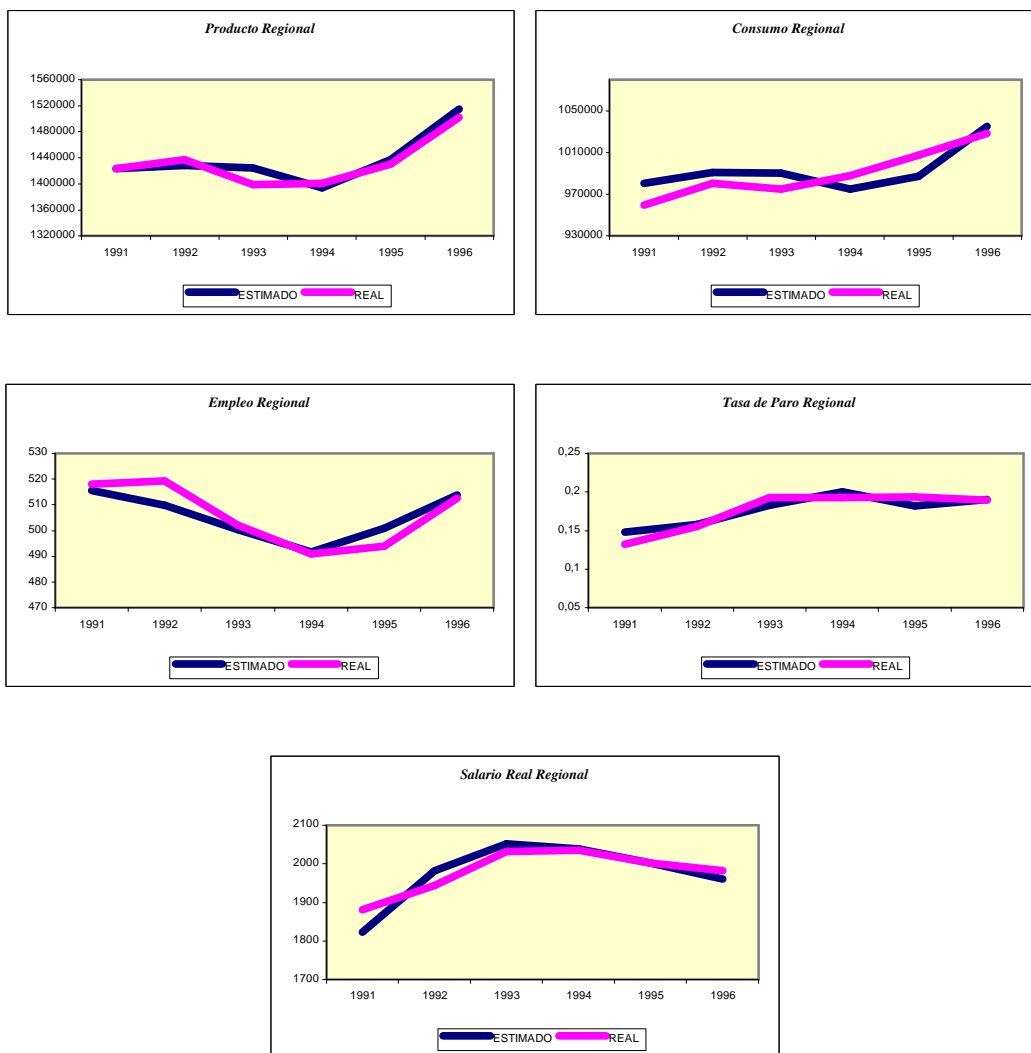 Producto Regional
1560000
1520000
1480000
1440000
1400000
1360000
1320000
1991 1992 1993 1994 1995 1996
ESTIMADO REAL
Consumo Regional
1050000
1010000
970000
930000
1991 1992 1993 1994 1995 1996
ESTIMADO REAL
Empleo Regional
530
520
510
500
490
480
470
1991 1992 1993 1994 1995 1996
ESTIMADO REAL
Tasa de Paro Regional
0,25
0,2
0,15
0,1
0,05
1991 1992 1993 1994 1995 1996
ESTIMADO REAL
Salario Real Regional
2100
2000
1900
1800
1700
1991 1992 1993 1994 1995 1996
ESTIMADO REAL